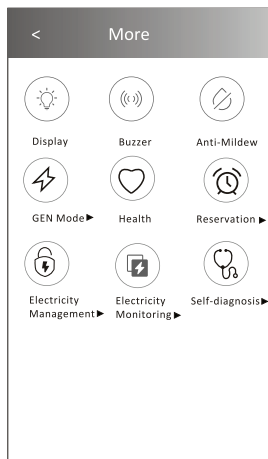 < More
Display Buzzer Anti-Mildew
GEN Mode▶ Health Reservation▶
Electricity Electricity Self-diagnosis▶
Management▶ Monitoring▶